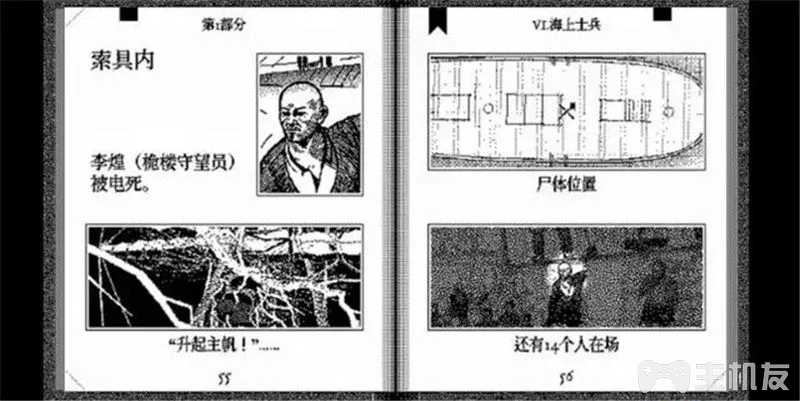 第1部分
索具内
李煌（桅楼守望员）
被电死。
“升起主帆！”……
55
VI.海上士兵
尸体位置
还有14个人在场
56
主机友